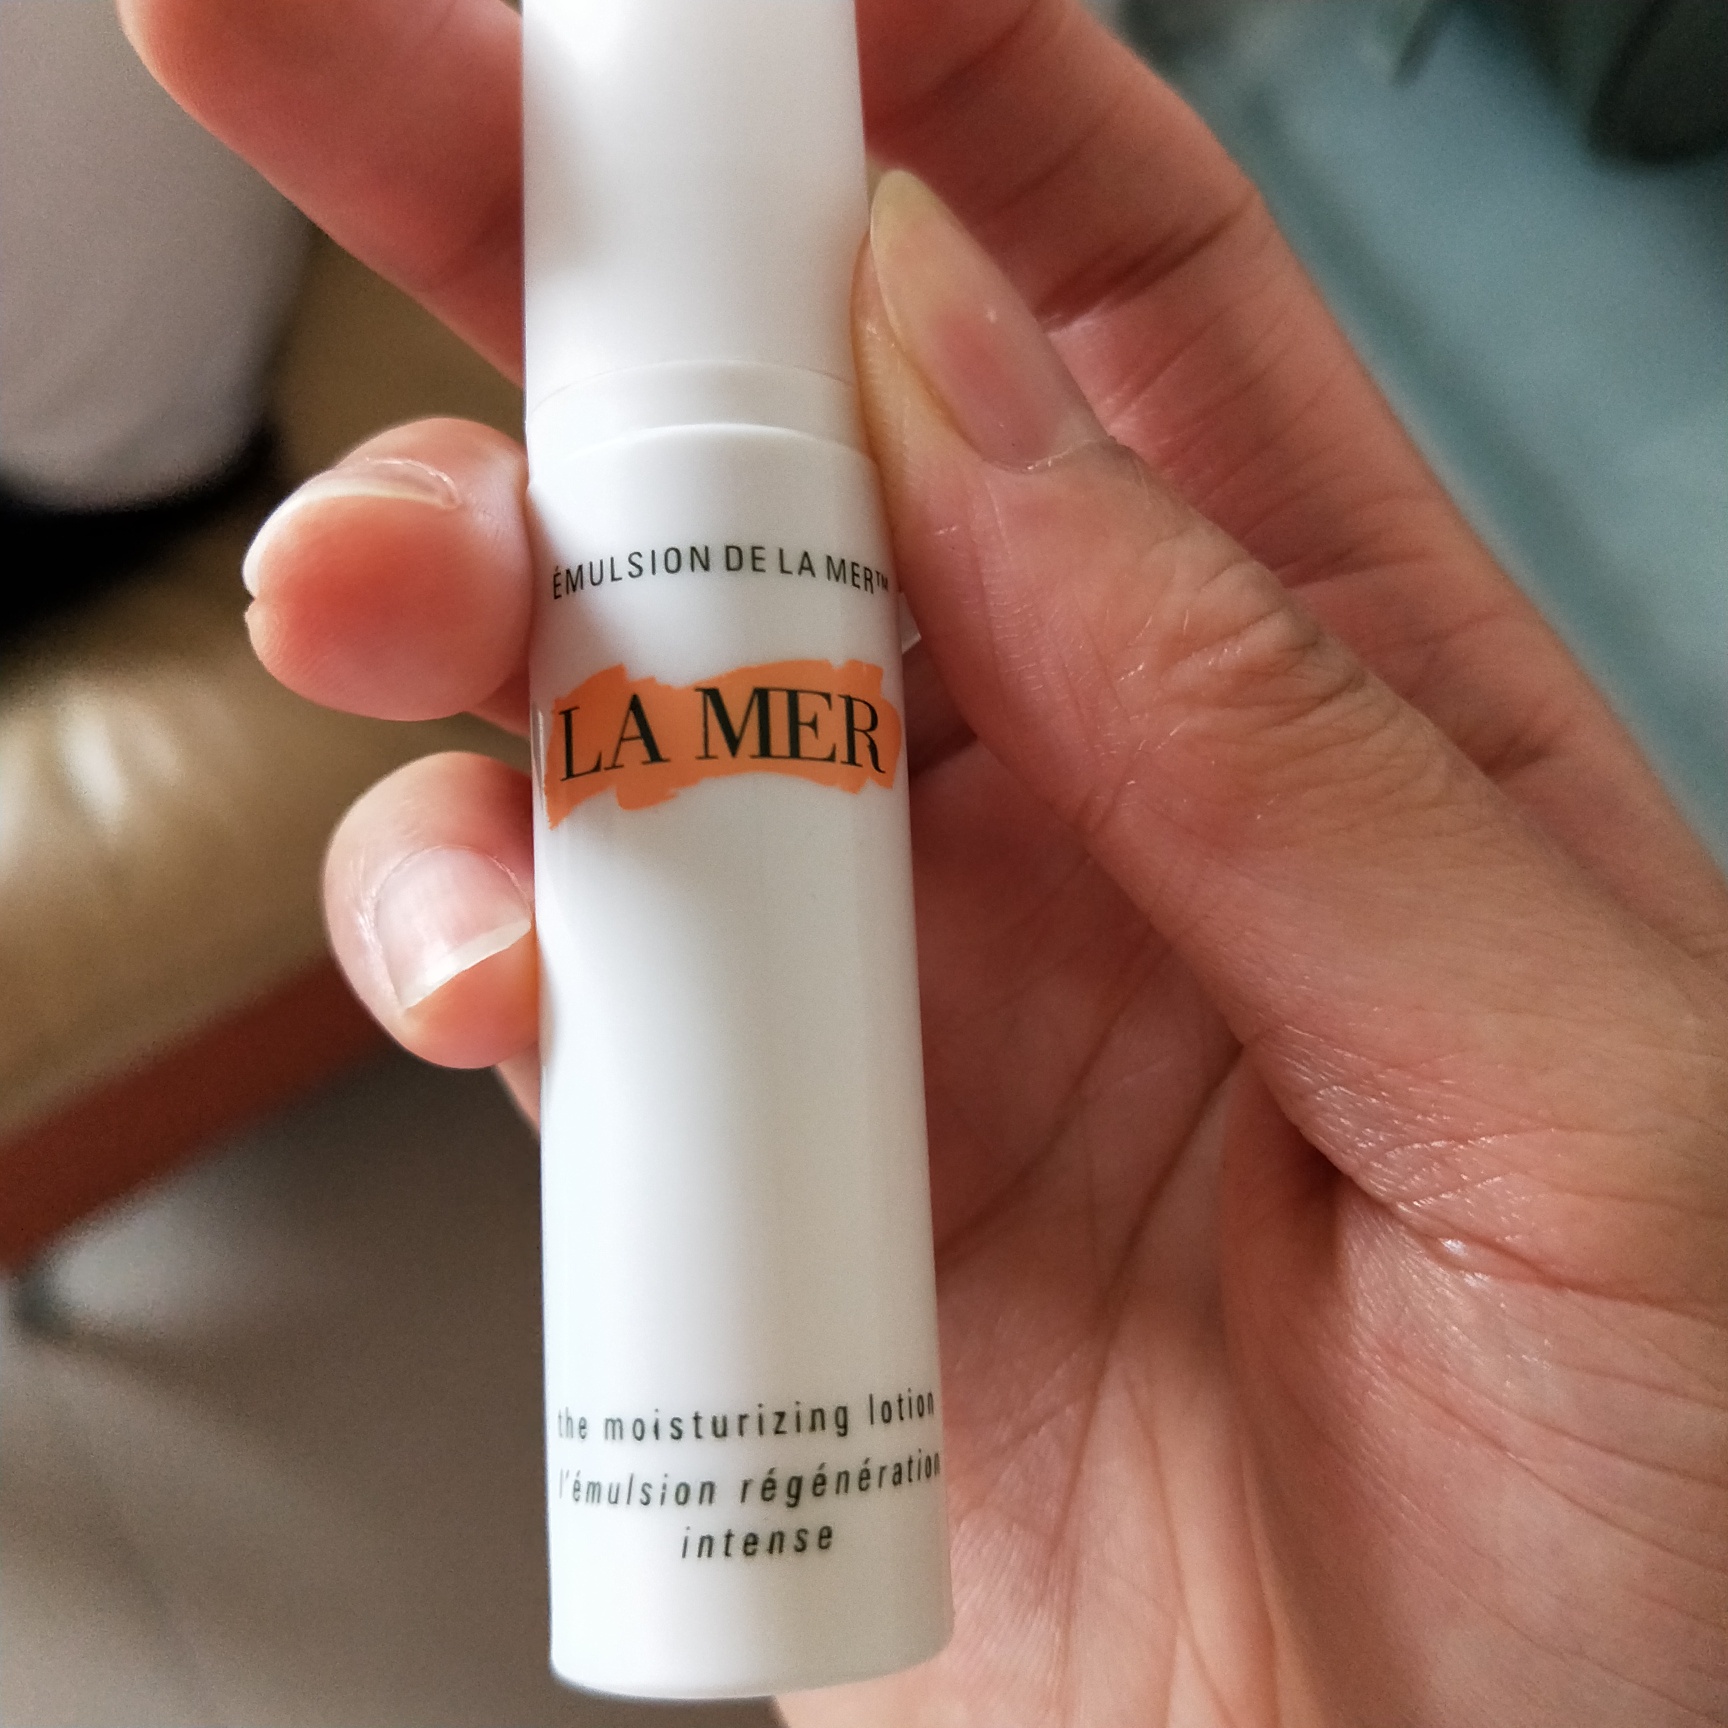 ÉMULSION DE LA MER™
LA MER
the moisturizing lotion
l'émulsion régénération
intense